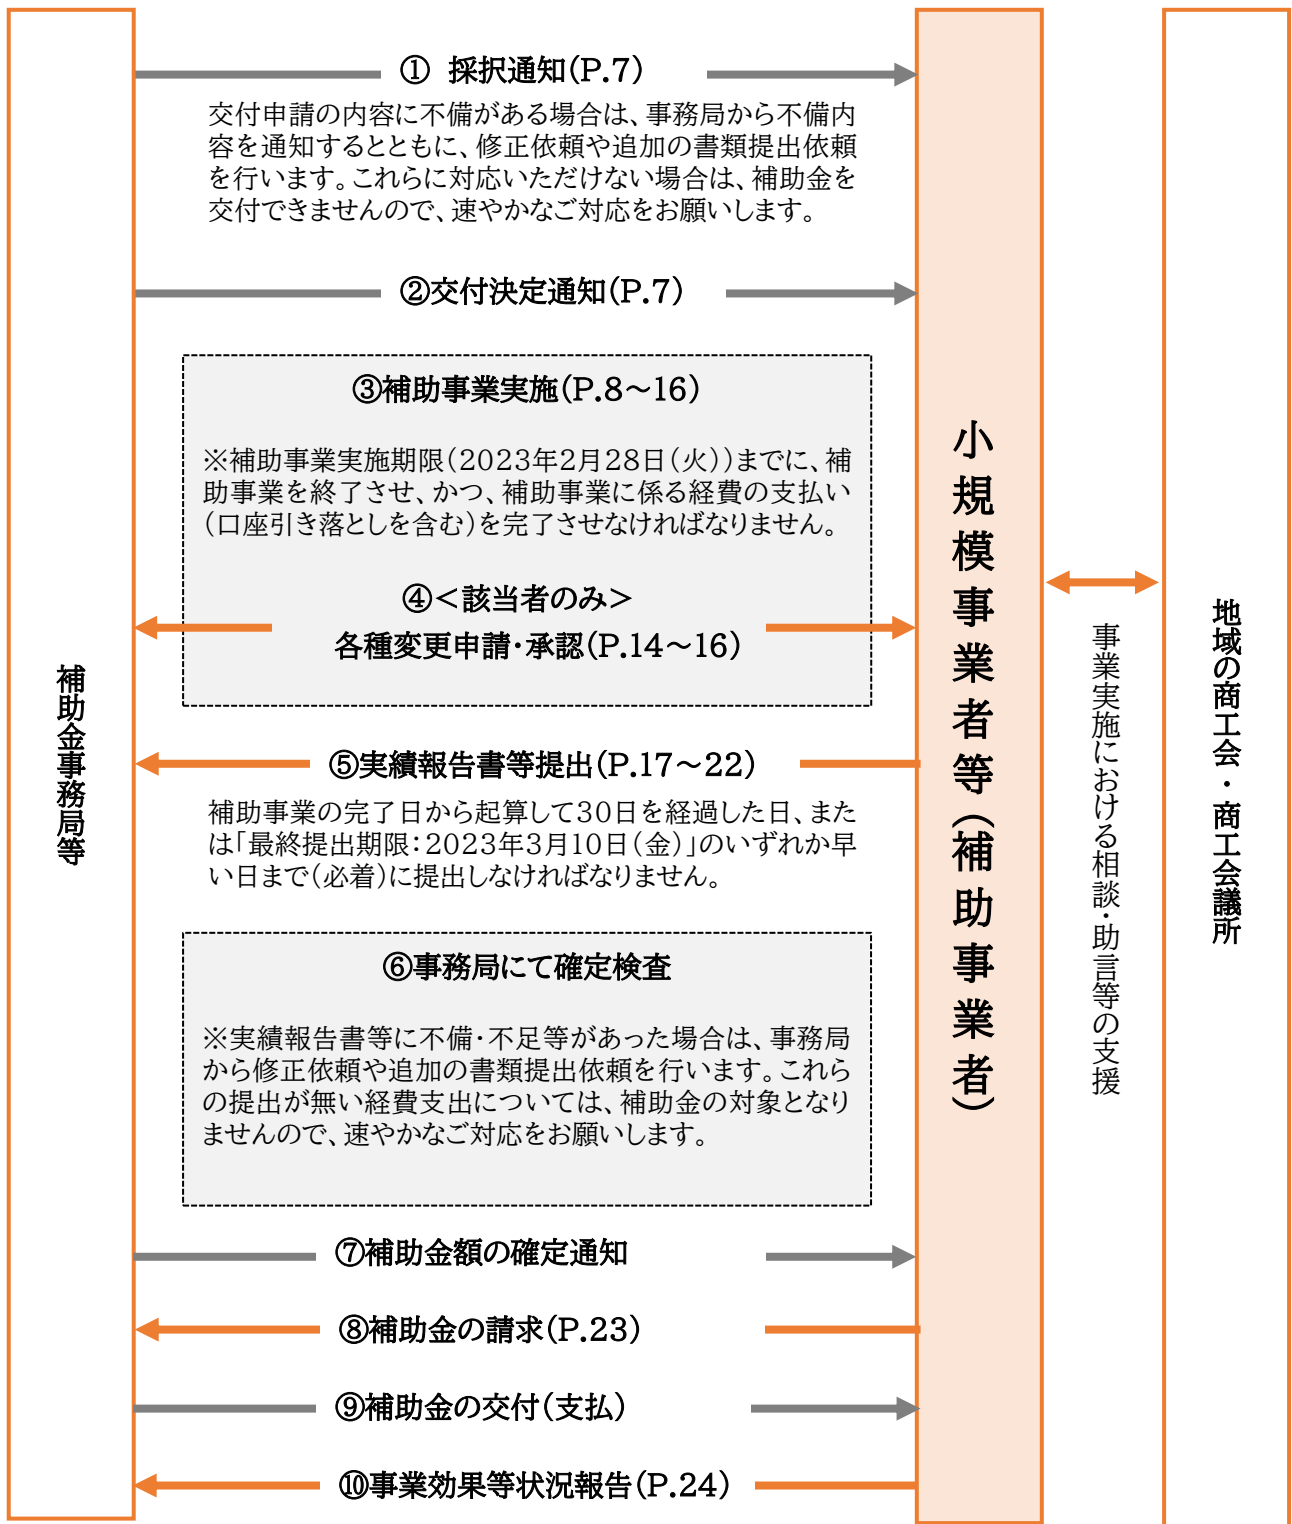 ① 採択通知(P.7)
交付申請の内容に不備がある場合は、事務局から不備内
容を通知するとともに、修正依頼や追加の書類提出依頼
を行います。これらに対応いただけない場合は、補助金を
交付できませんので、速やかなご対応をお願いします。
②交付決定通知(P.7)
③補助事業実施(P.8～16)
※補助事業実施期限(2023年2月28日(火))までに、補
助事業を終了させ、かつ、補助事業に係る経費の支払い
(口座引き落としを含む)を完了させなければなりません。
④＜該当者のみ＞
各種変更申請・承認(P.14～16)
⑤実績報告書等提出(P.17～22)
補助事業の完了日から起算して30日を経過した日、また
は「最終提出期限:2023年3月10日(金)」のいずれか早
い日まで(必着)に提出しなければなりません。
⑥事務局にて確定検査
※実績報告書等に不備・不足等があった場合は、事務局
から修正依頼や追加の書類提出依頼を行います。これら
の提出が無い経費支出については、補助金の対象となり
ませんので、速やかなご対応をお願いします。
⑦補助金額の確定通知
⑧補助金の請求(P.23)
⑨補助金の交付(支払)
⑩事業効果等状況報告(P.24)
補助金事務局等
小規模事業者等(補助事業者)
事業実施における相談・助言等の支援
地域の商工会・商工会議所